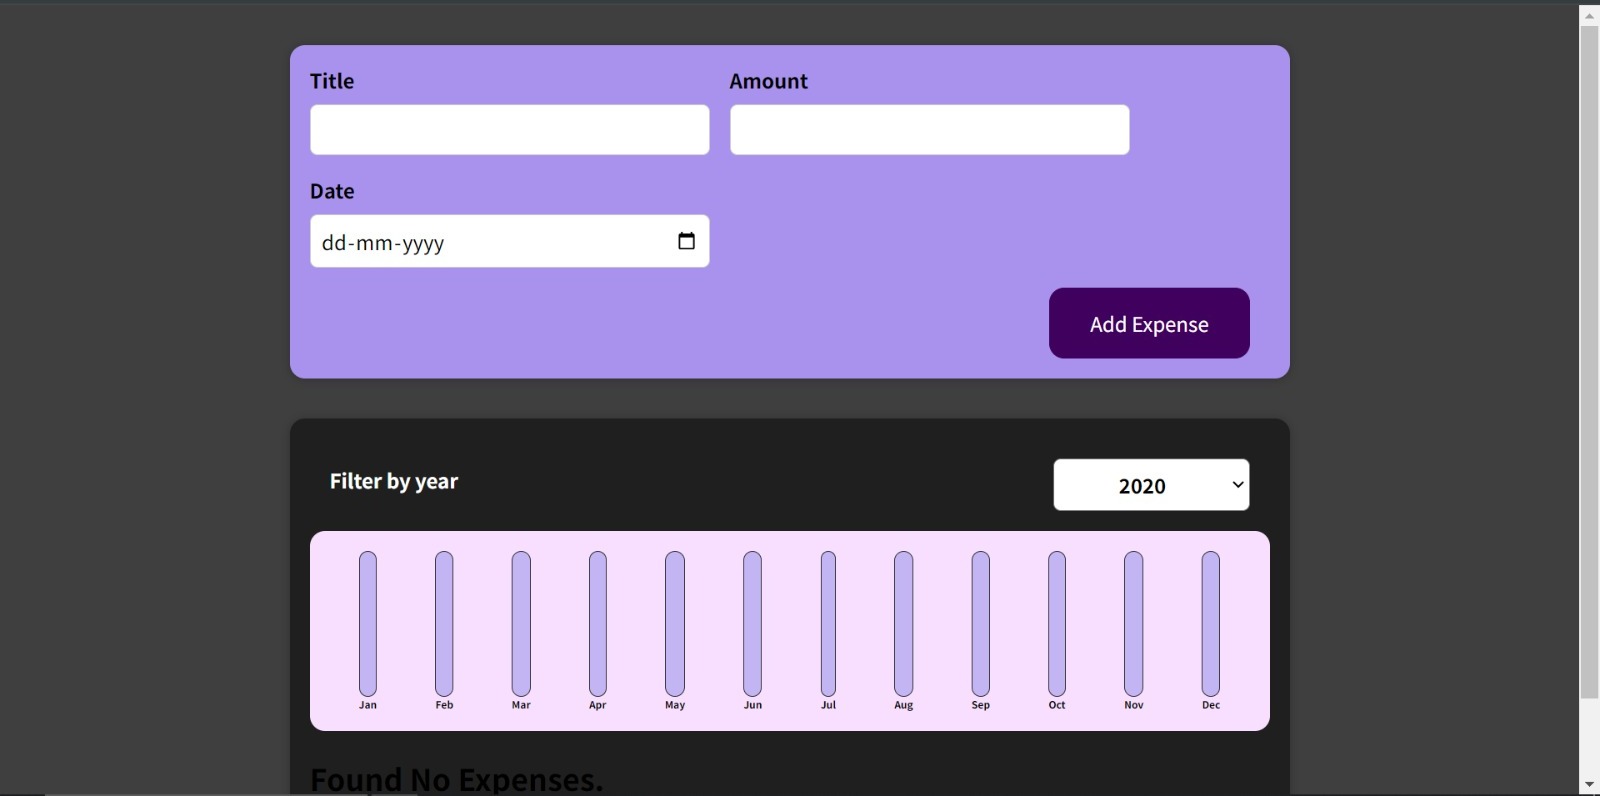 Title Amount
Date
dd-mm-yyyy
Add Expense
Filter by year 2020
Jan Feb Mar Apr May Jun Jul Aug Sep Oct Nov Dec
Found No Expenses.